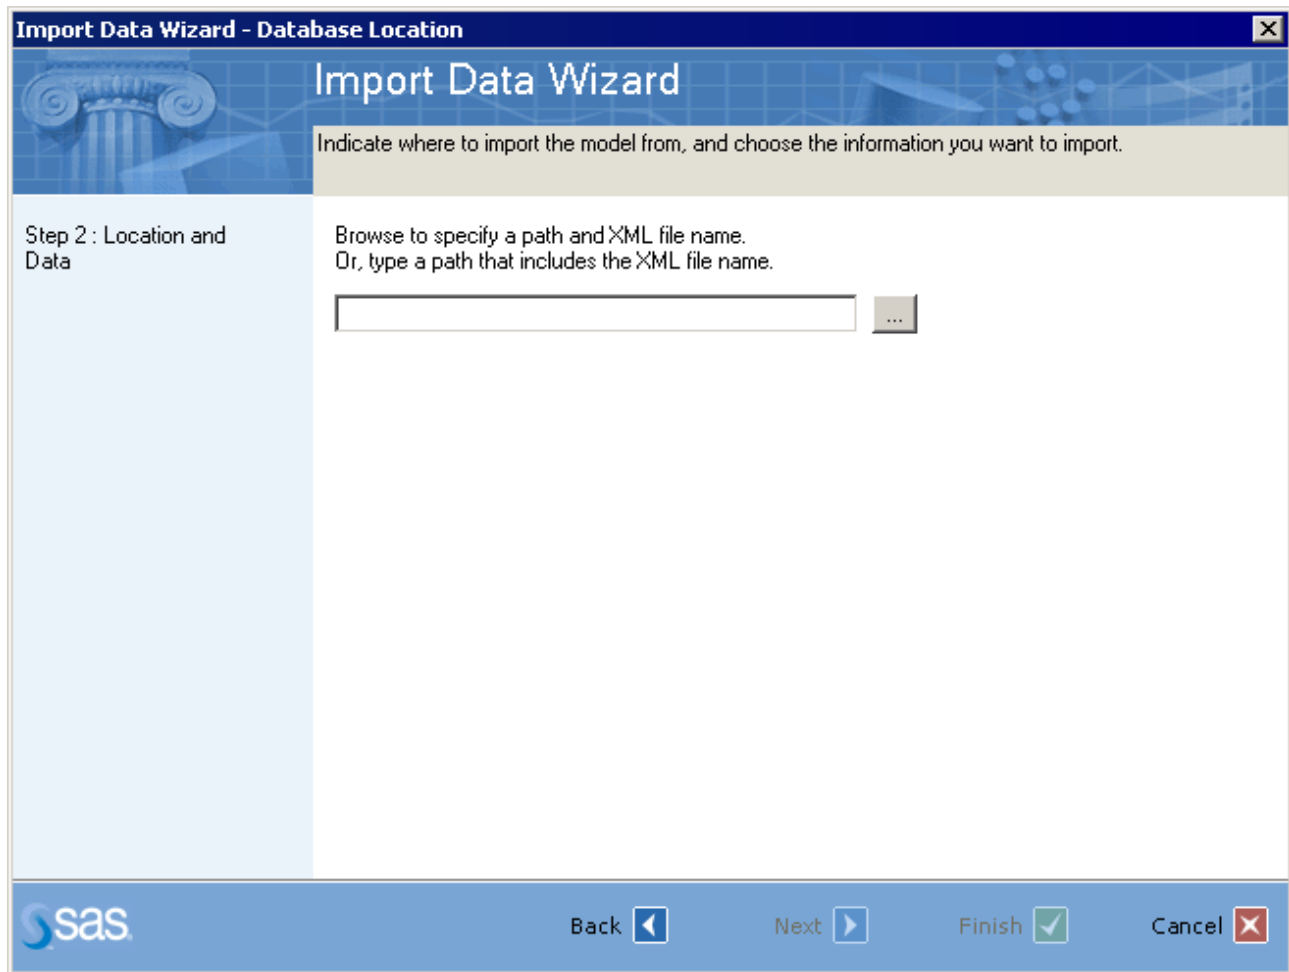 Import Data Wizard - Database Location
Import Data Wizard
Indicate where to import the model from, and choose the information you want to import.
Step 2 : Location and
Data
Browse to specify a path and XML file name.
Or, type a path that includes the XML file name.
...
sas.
Back
Next
Finish
Cancel